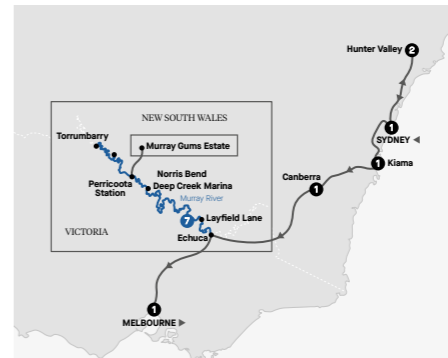 Hunter Valley 2
NEW SOUTH WALES
Torrumbarry
Murray Gums Estate
1
SYDNEY
Kiama 1
Norris Bend
Canberra
1
Perricoota
Station
Deep Creek Marina
Murray River
7
Layfield Lane
VICTORIA
Echuca
1
MELBOURNE